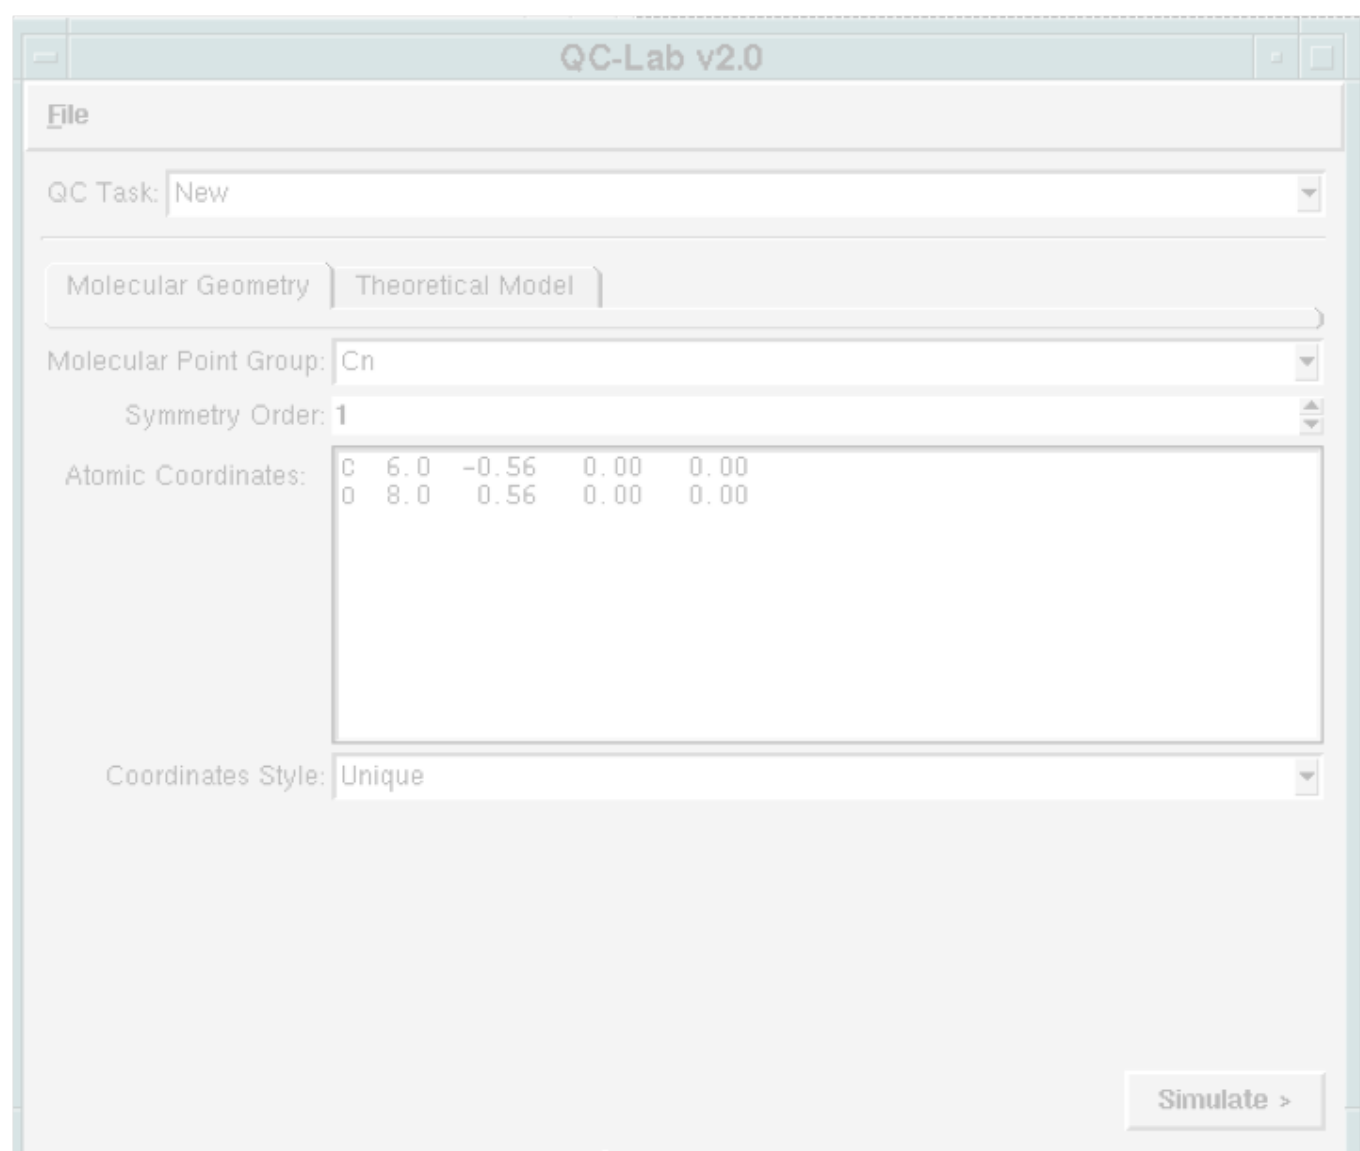 QC-Lab v2.0
File
QC Task: New
Molecular Geometry Theoretical Model
Molecular Point Group: Cn
Symmetry Order: 1
Atomic Coordinates:
C 6.0 -0.56 0.00 0.00
O 8.0 0.56 0.00 0.00
Coordinates Style: Unique
Simulate >